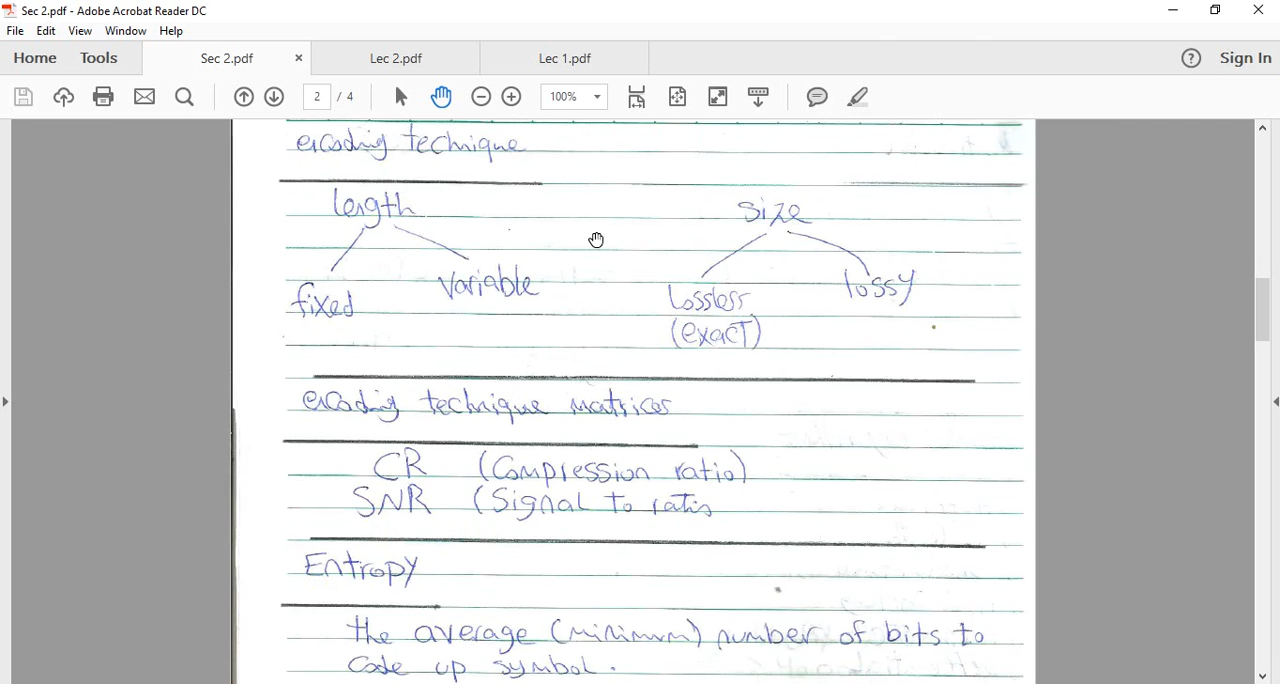 Sec 2.pdf - Adobe Acrobat Reader DC
File Edit View Window Help
Home Tools Sec 2.pdf × Lec 2.pdf Lec 1.pdf ? Sign In
2 / 4 100%
encoding technique
length size
fixed Variable Lossless lossy
(exact)
encoding technique matrices
CR (Compression ratio)
SNR (Signal To ratio
Entropy
the average (minimum) number of bits to
code up symbol.